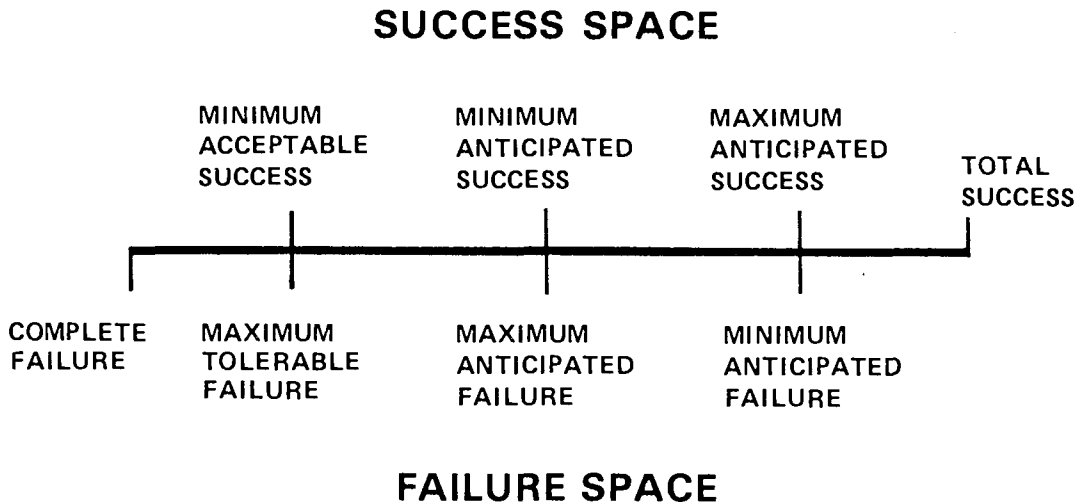 SUCCESS SPACE
MINIMUM
ACCEPTABLE
SUCCESS
MINIMUM
ANTICIPATED
SUCCESS
MAXIMUM
ANTICIPATED
SUCCESS
TOTAL
SUCCESS
COMPLETE
FAILURE
MAXIMUM
TOLERABLE
FAILURE
MAXIMUM
ANTICIPATED
FAILURE
MINIMUM
ANTICIPATED
FAILURE
FAILURE SPACE